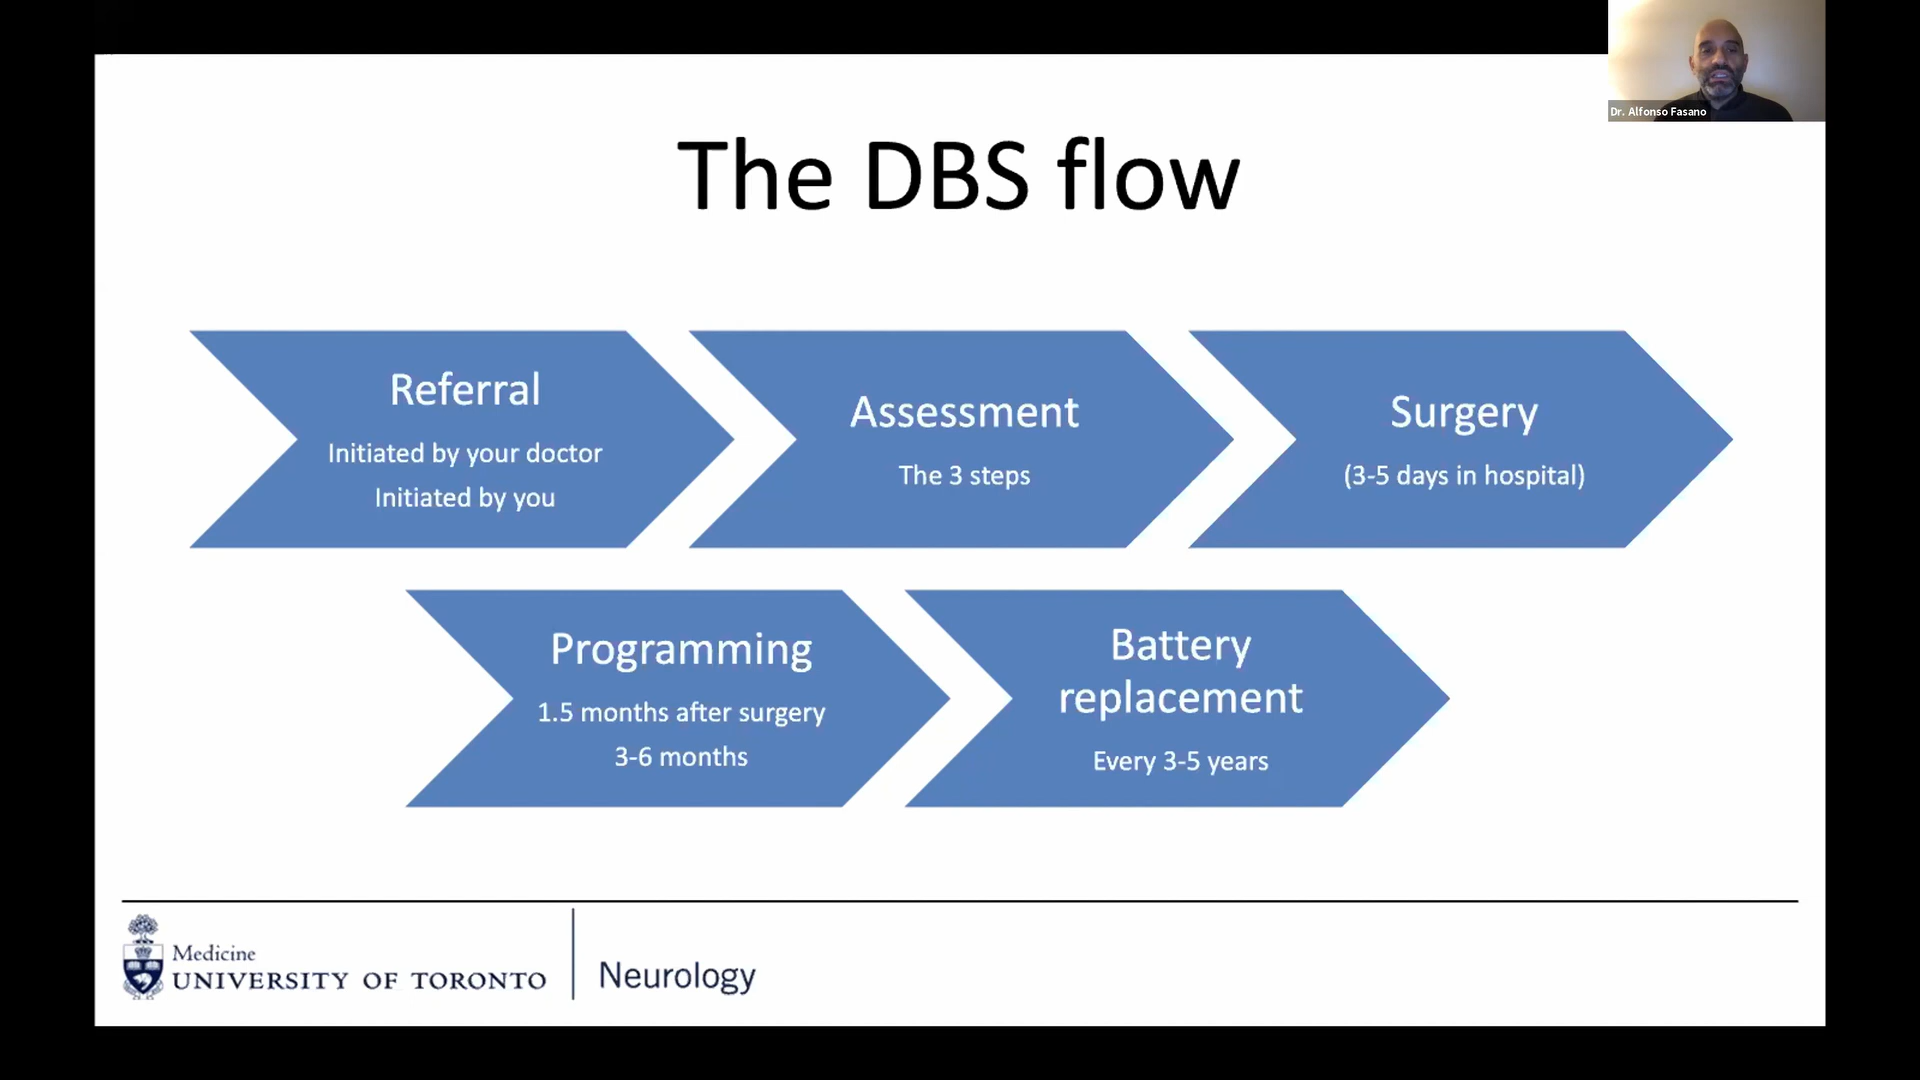 Dr. Alfonso Fasano
The DBS flow
Referral
Initiated by your doctor
Initiated by you
Assessment
The 3 steps
Surgery
(3-5 days in hospital)
Programming
1.5 months after surgery
3-6 months
Battery
replacement
Every 3-5 years
Medicine
UNIVERSITY OF TORONTO
Neurology